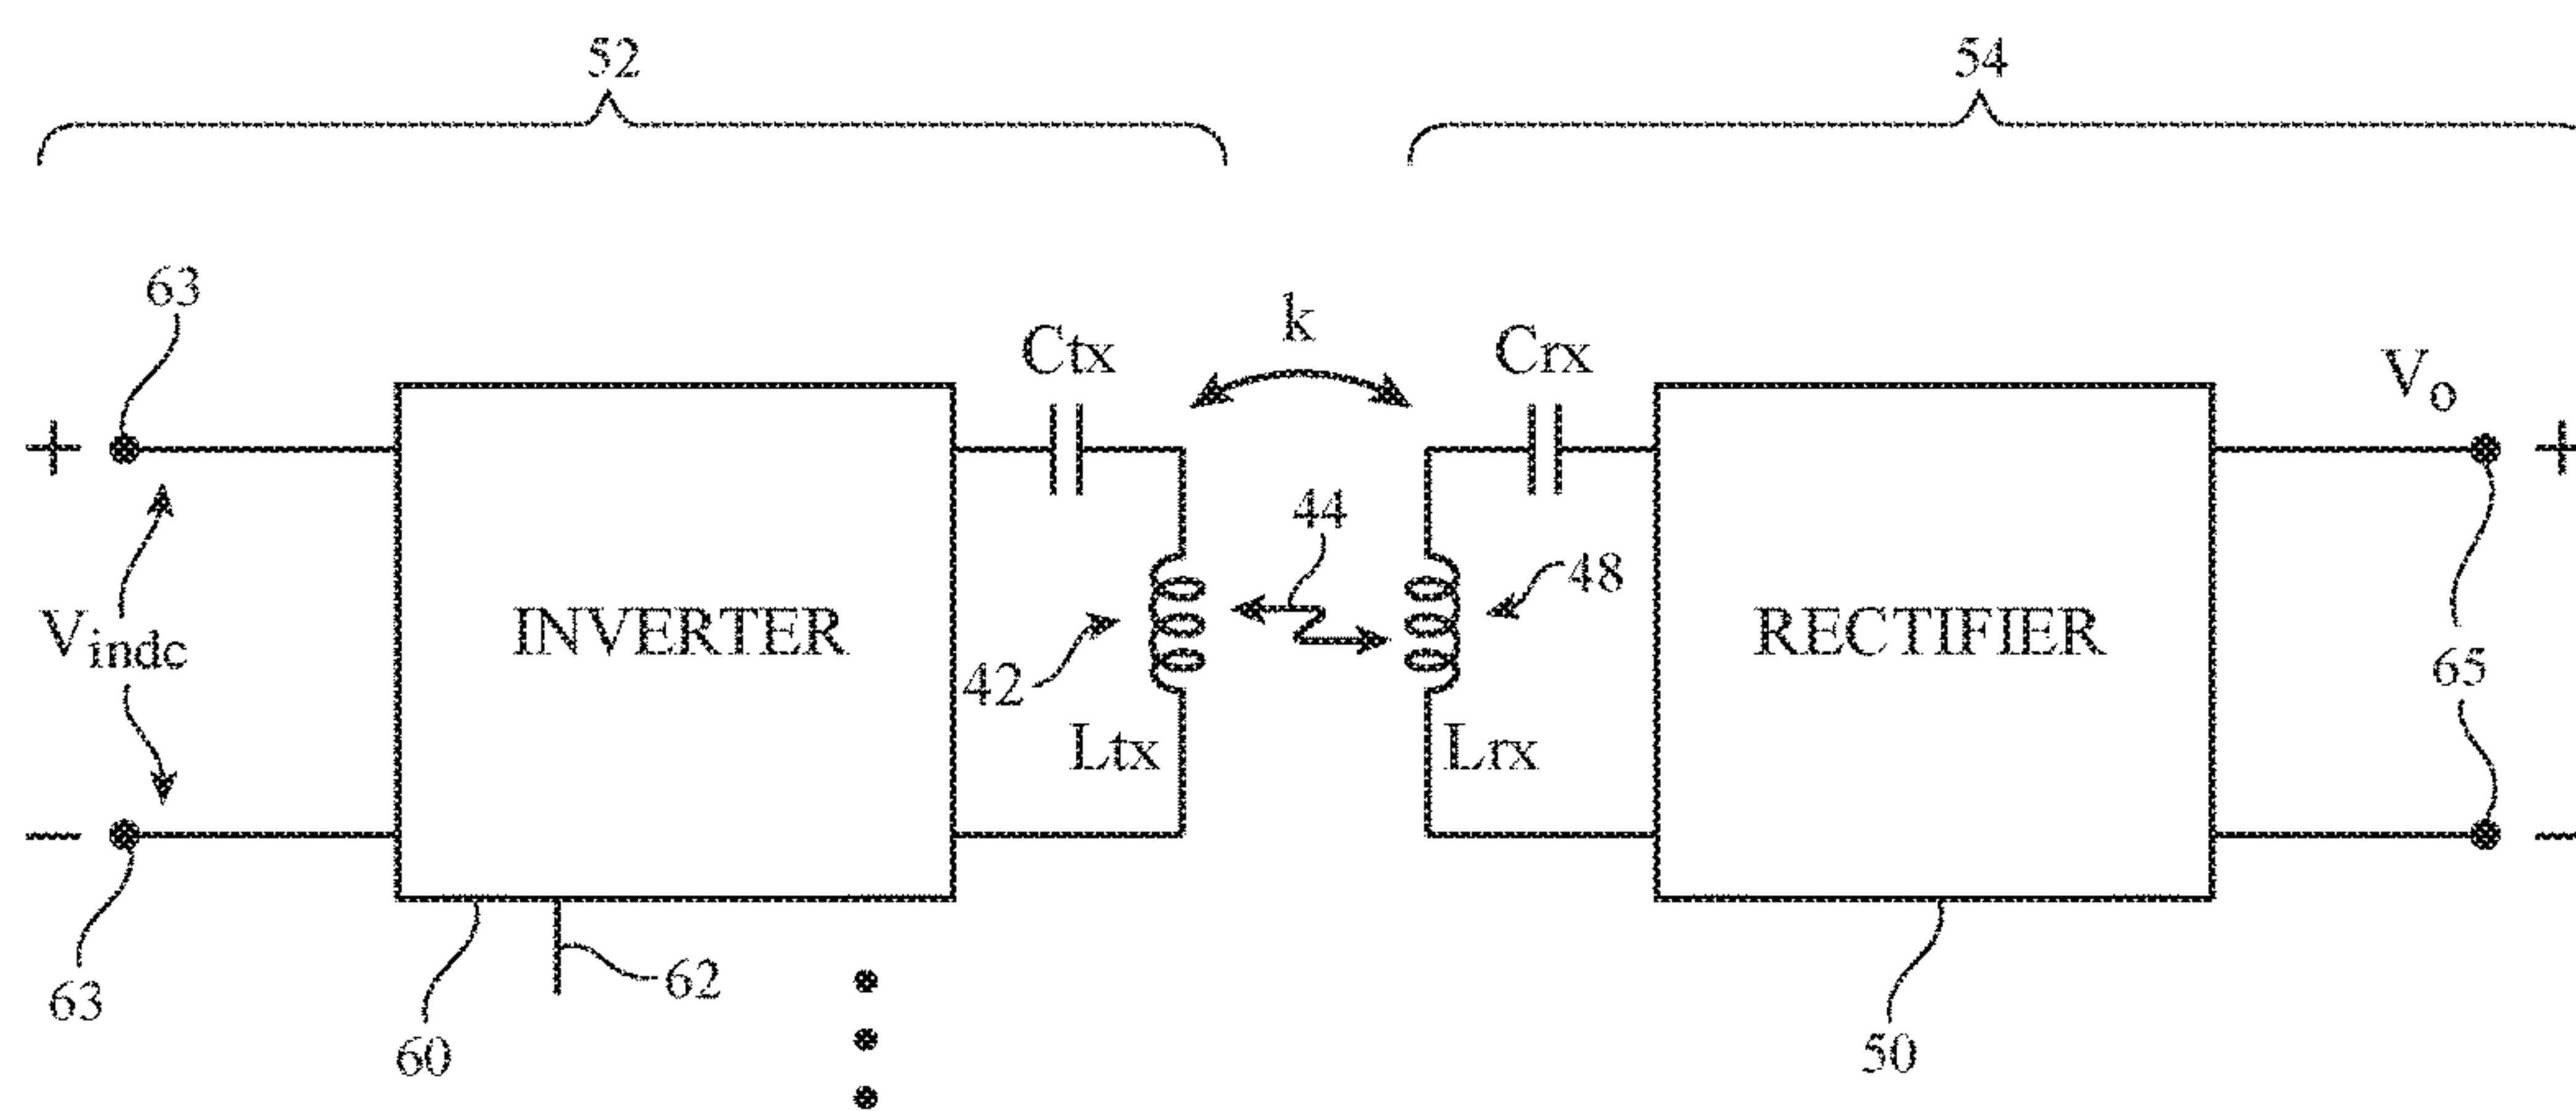 52
54
63
k
Ctx
Crx
Vo
+
+
44
48
Vindc
INVERTER
RECTIFIER
42
65
Ltx
Lrx
−
−
62
63
60
50